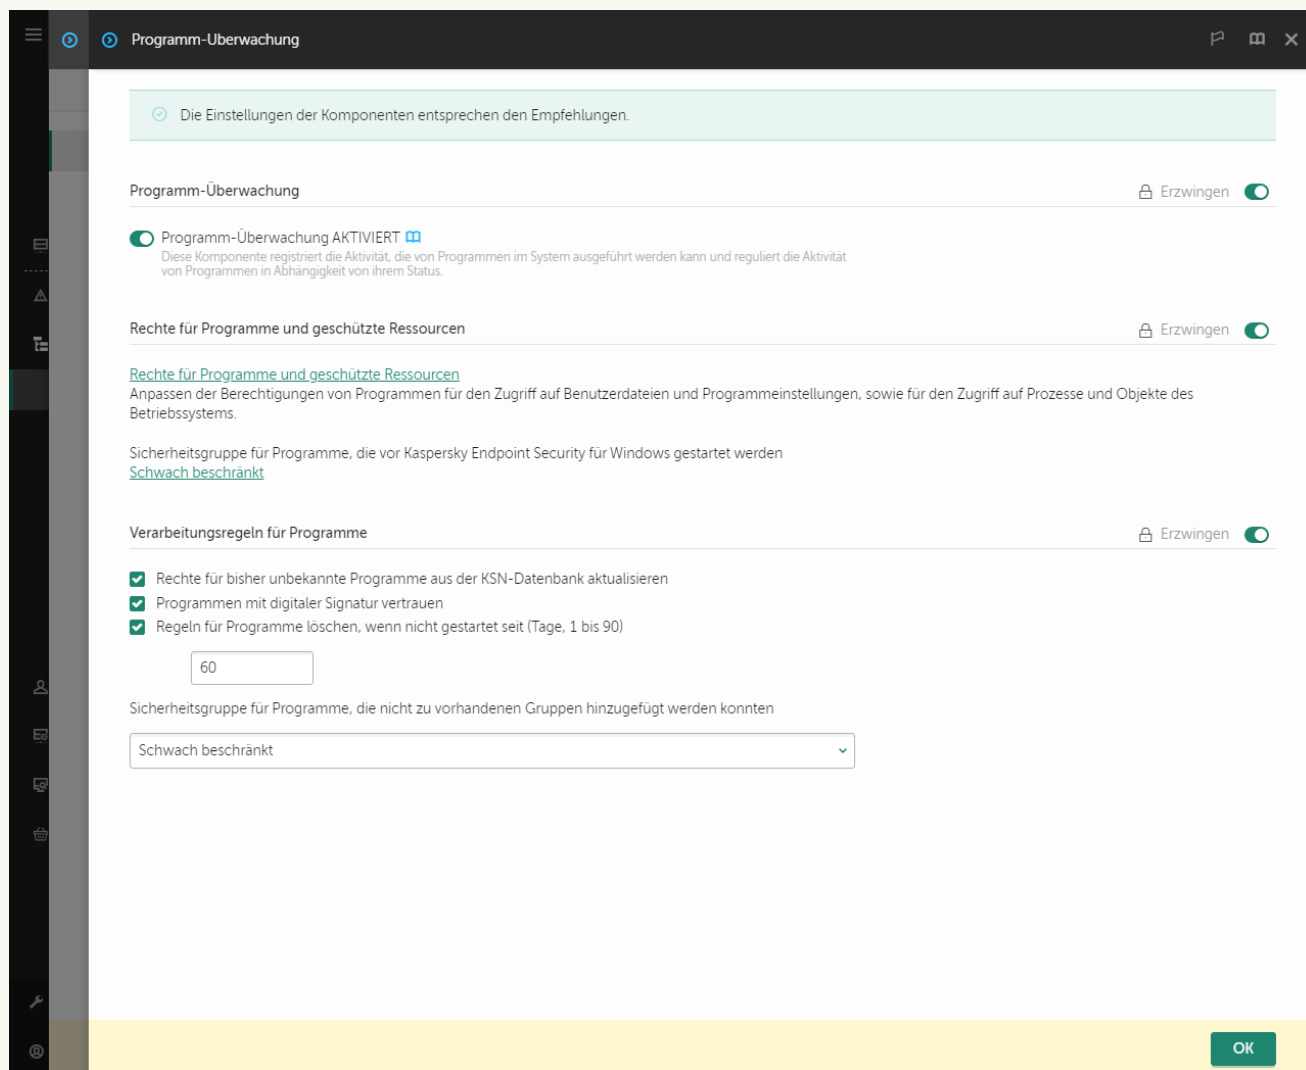 Programm-Überwachung
Die Einstellungen der Komponenten entsprechen den Empfehlungen.
Programm-Überwachung
Erzwingen
Programm-Überwachung AKTIVIERT
Diese Komponente registriert die Aktivität, die von Programmen im System ausgeführt werden kann und reguliert die Aktivität
von Programmen in Abhängigkeit von ihrem Status.
Rechte für Programme und geschützte Ressourcen
Erzwingen
Rechte für Programme und geschützte Ressourcen
Anpassen der Berechtigungen von Programmen für den Zugriff auf Benutzerdateien und Programmeinstellungen, sowie für den Zugriff auf Prozesse und Objekte des
Betriebssystems.
Sicherheitsgruppe für Programme, die vor Kaspersky Endpoint Security für Windows gestartet werden
Schwach beschränkt
Verarbeitungsregeln für Programme
Erzwingen
Rechte für bisher unbekannte Programme aus der KSN-Datenbank aktualisieren
Programmen mit digitaler Signatur vertrauen
Regeln für Programme löschen, wenn nicht gestartet seit (Tage, 1 bis 90)
60
Sicherheitsgruppe für Programme, die nicht zu vorhandenen Gruppen hinzugefügt werden konnten
Schwach beschränkt
OK